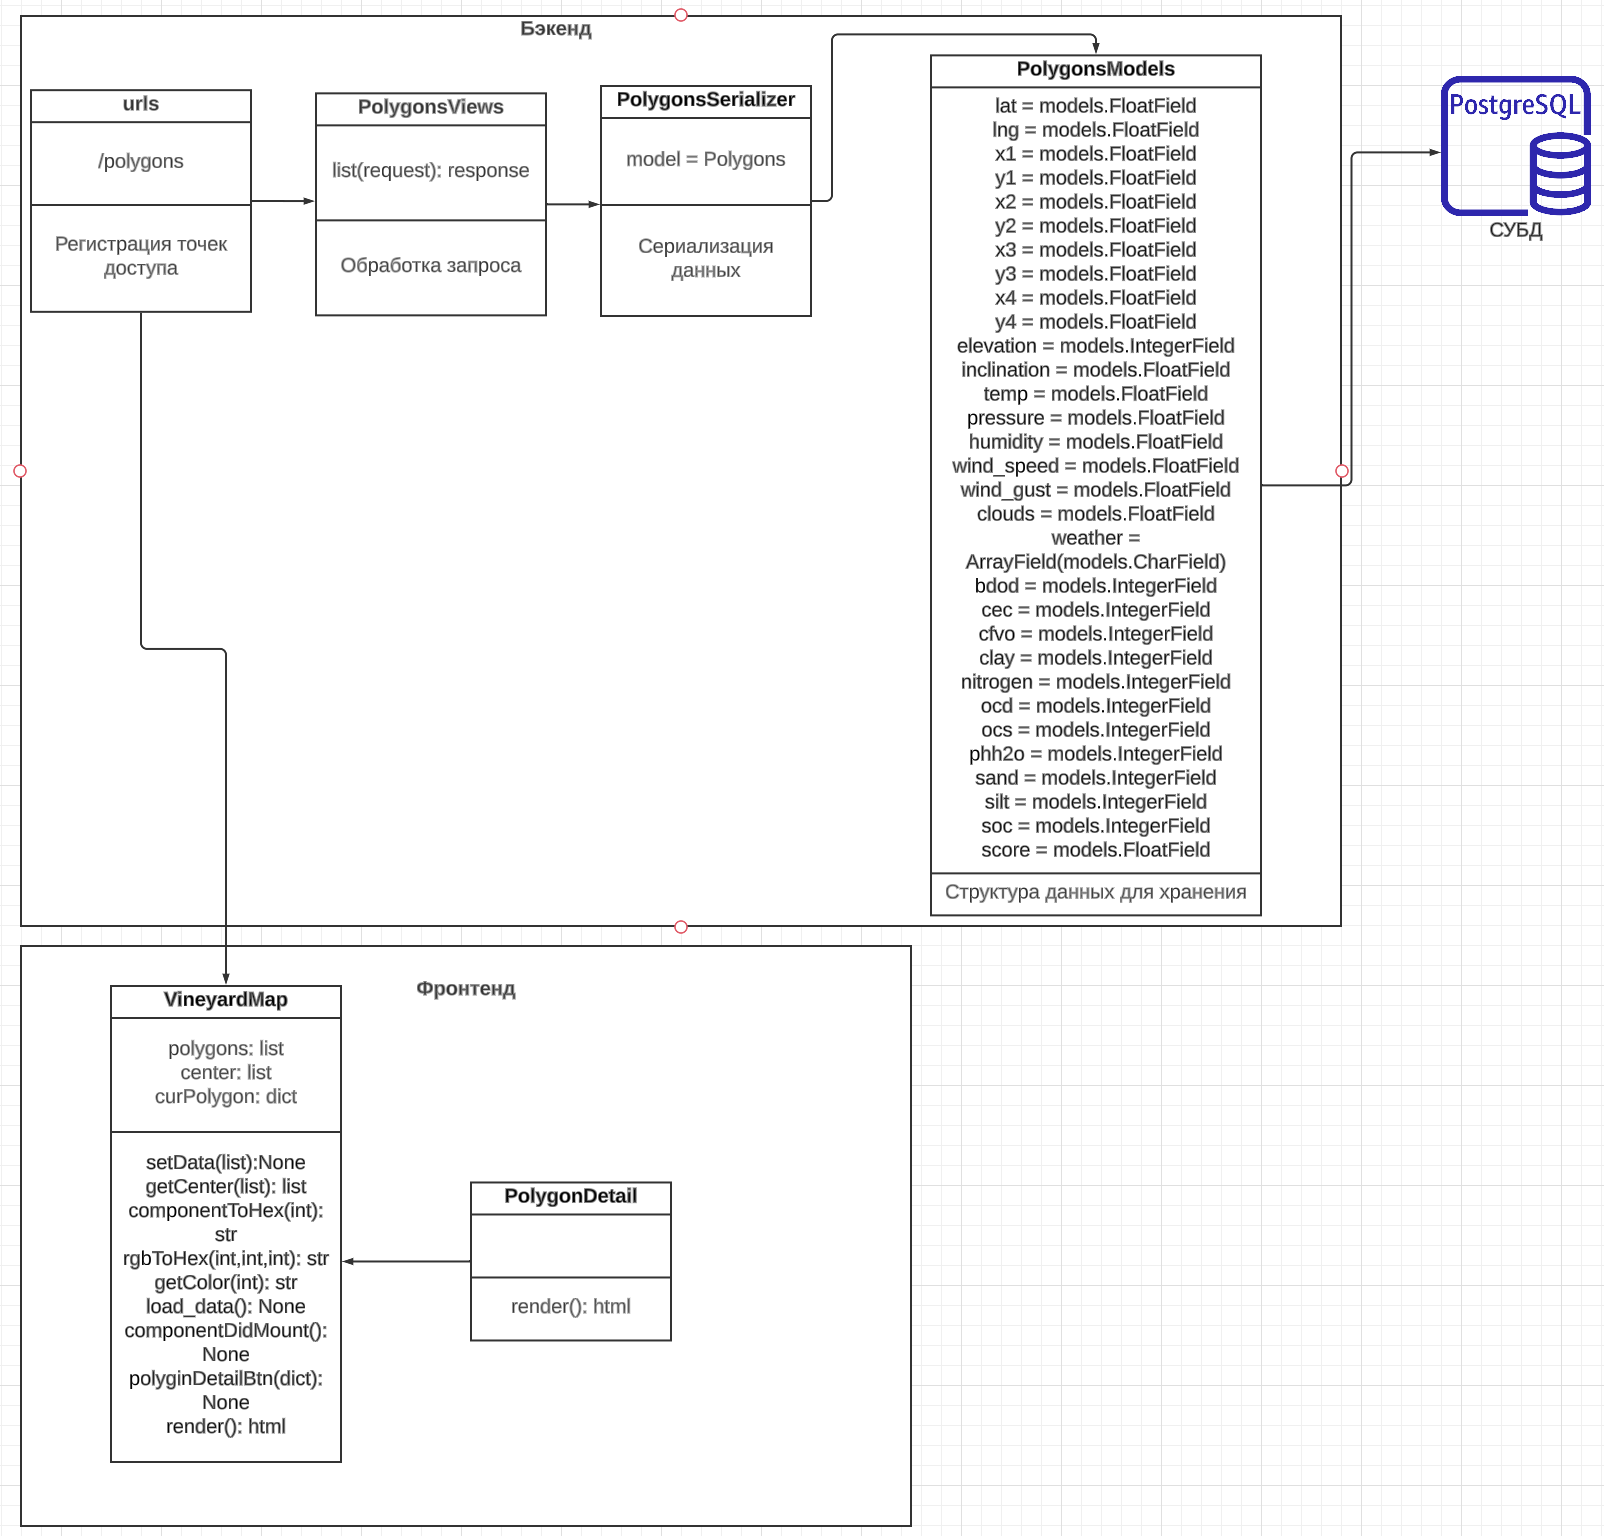 Бэкенд
urls
/polygons
Регистрация точек
доступа
PolygonsViews
list(request): response
Обработка запроса
PolygonsSerializer
model = Polygons
Сериализация
данных
PolygonsModels
lat = models.FloatField
lng = models.FloatField
x1 = models.FloatField
y1 = models.FloatField
x2 = models.FloatField
y2 = models.FloatField
x3 = models.FloatField
y3 = models.FloatField
x4 = models.FloatField
y4 = models.FloatField
elevation = models.IntegerField
inclination = models.FloatField
temp = models.FloatField
pressure = models.FloatField
humidity = models.FloatField
wind_speed = models.FloatField
wind_gust = models.FloatField
clouds = models.FloatField
weather =
ArrayField(models.CharField)
bdod = models.IntegerField
cec = models.IntegerField
cfvo = models.IntegerField
clay = models.IntegerField
nitrogen = models.IntegerField
ocd = models.IntegerField
ocs = models.IntegerField
phh2o = models.IntegerField
sand = models.IntegerField
silt = models.IntegerField
soc = models.IntegerField
score = models.FloatField
Структура данных для хранения
PostgreSQL
СУБД
Фронтенд
VineyardMap
polygons: list
center: list
curPolygon: dict
setData(list):None
getCenter(list): list
componentToHex(int):
str
rgbToHex(int,int,int): str
getColor(int): str
load_data(): None
componentDidMount():
None
polyginDetailBtn(dict):
None
render(): html
PolygonDetail
render(): html